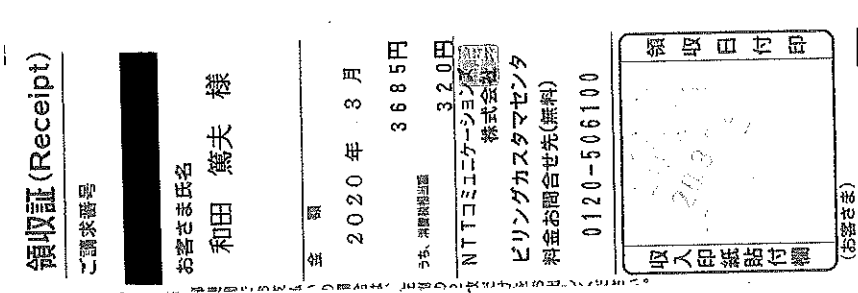 領収証(Receipt)
ご請求番号
お客さま氏名
和田 篤夫 様
金 額
2020年 3月
3685円
うち、消費税相当額
320円
NTTコミュニケーションズ
株式会社
ビリングカスタマセンタ
料金お問合せ先(無料)
0120-506100
領収日付印
収入印紙貼付欄
(お客さま)